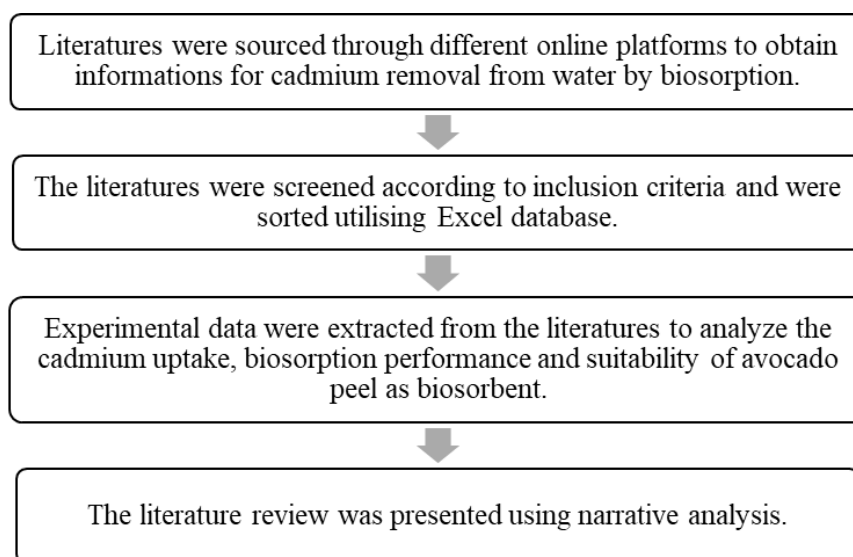 Literatures were sourced through different online platforms to obtain
informations for cadmium removal from water by biosorption.
The literatures were screened according to inclusion criteria and were
sorted utilising Excel database.
Experimental data were extracted from the literatures to analyze the
cadmium uptake, biosorption performance and suitability of avocado
peel as biosorbent.
The literature review was presented using narrative analysis.